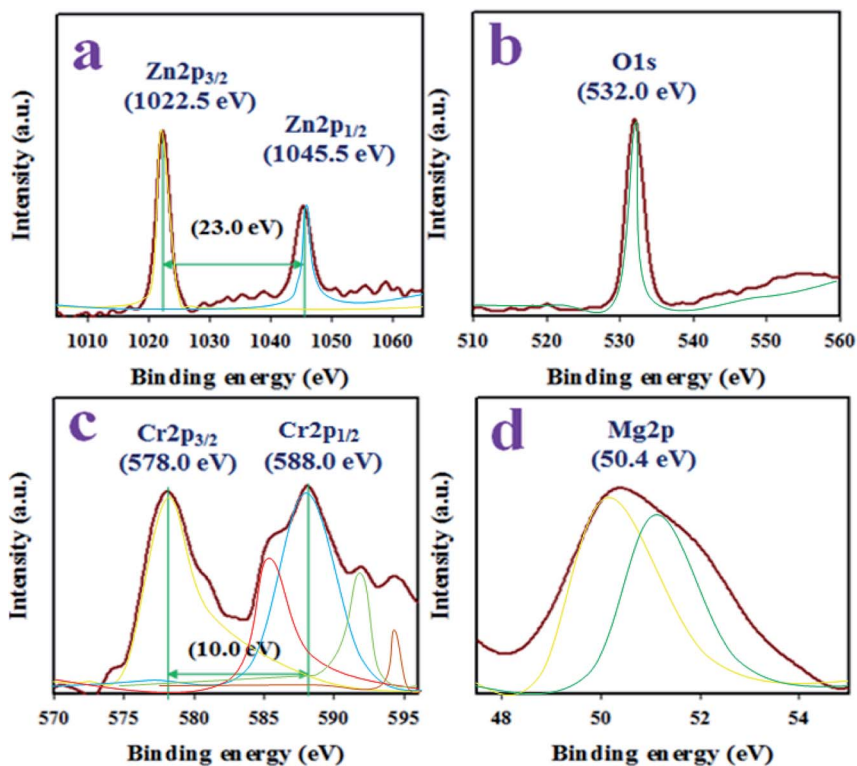 a
Zn2p3/2
(1022.5 eV)
Zn2p1/2
(1045.5 eV)
(23.0 eV)
Intensity (a.u.)
1010 1020 1030 1040 1050 1060
Binding energy (eV)
b
O1s
(532.0 eV)
Intensity (a.u.)
510 520 530 540 550 560
Binding energy (eV)
c
Cr2p3/2
(578.0 eV)
Cr2p1/2
(588.0 eV)
(10.0 eV)
Intensity (a.u.)
570 575 580 585 590 595
Binding energy (eV)
d
Mg2p
(50.4 eV)
Intensity (a.u.)
48 50 52 54
Binding energy (eV)